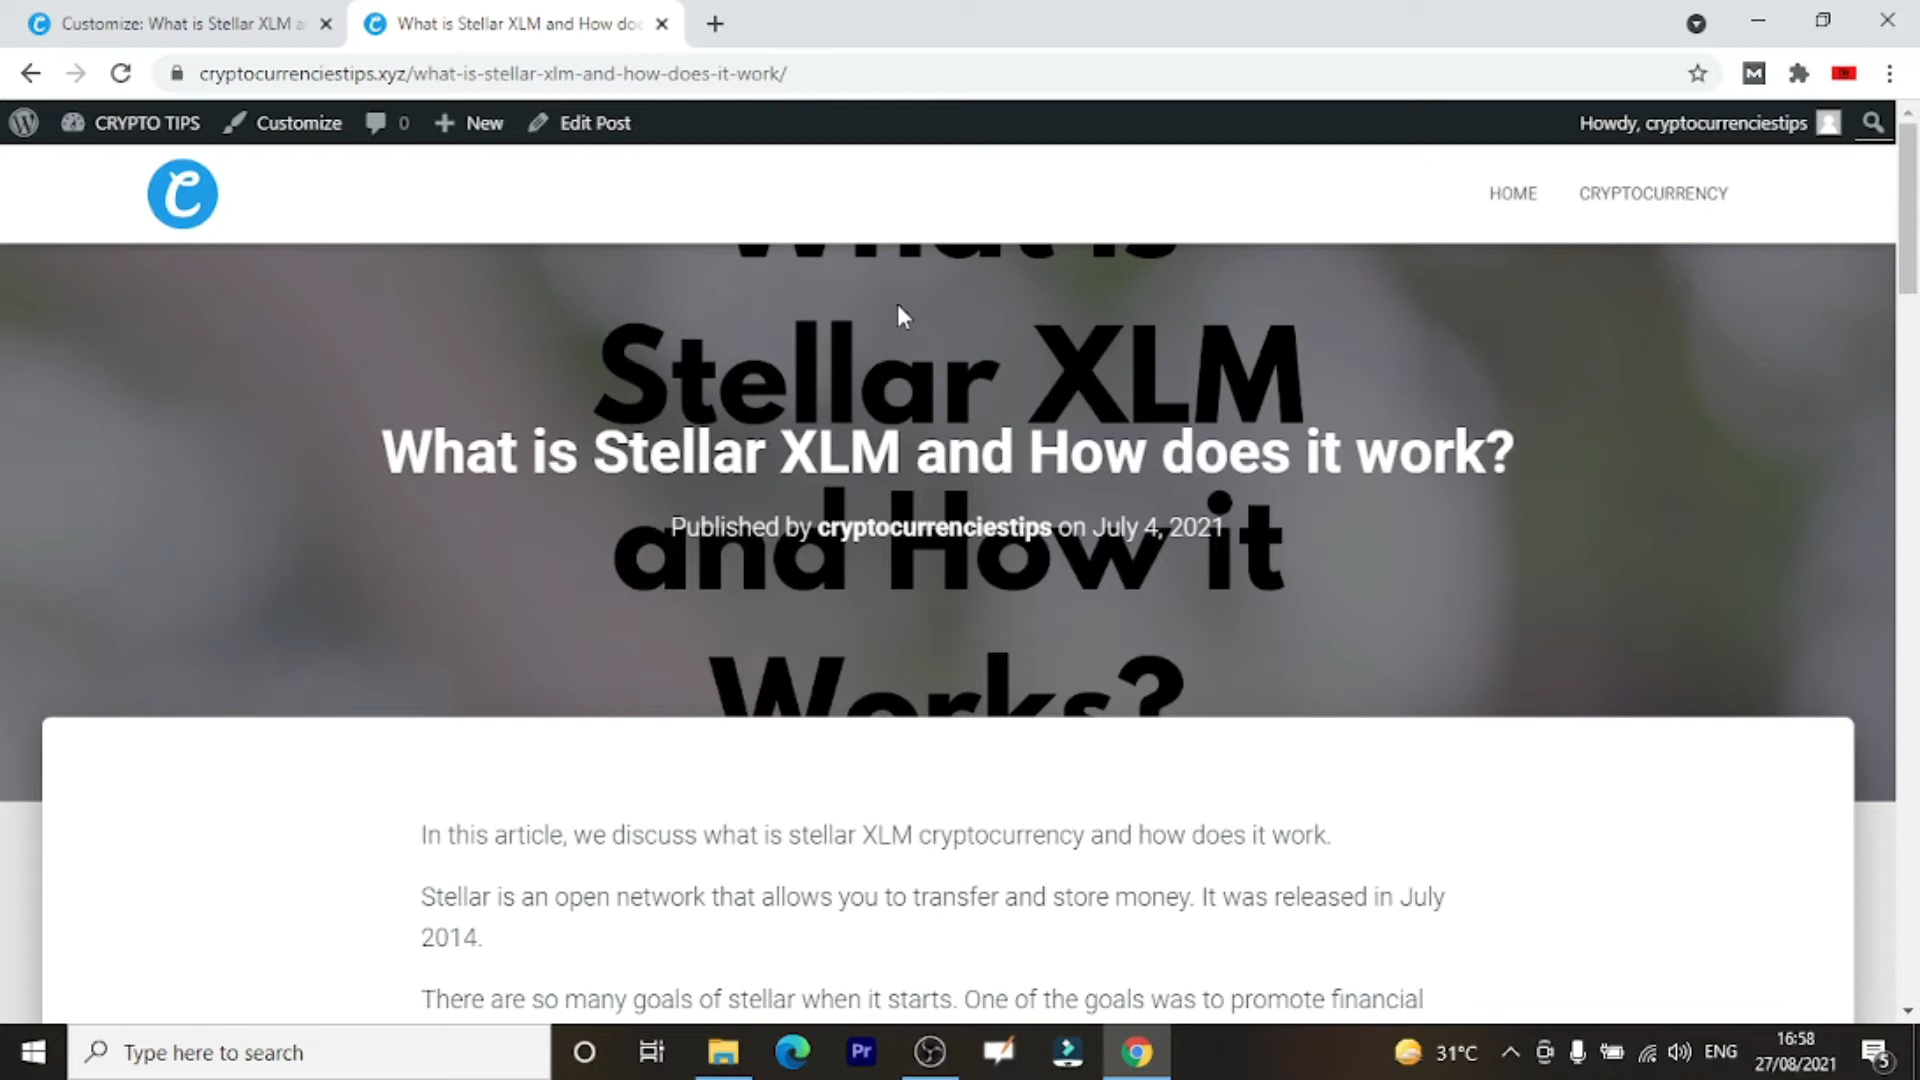 Customize: What is Stellar XLM a
What is Stellar XLM and How doe
cryptocurrenciestips.xyz/what-is-stellar-xlm-and-how-does-it-work/
M
CRYPTO TIPS
Customize
0
New
Edit Post
Howdy, cryptocurrenciestips
C
HOME
CRYPTOCURRENCY
What is
Stellar XLM
and How it
Works?
What is Stellar XLM and How does it work?
Published by cryptocurrenciestips on July 4, 2021
In this article, we discuss what is stellar XLM cryptocurrency and how does it work.
Stellar is an open network that allows you to transfer and store money. It was released in July
2014.
There are so many goals of stellar when it starts. One of the goals was to promote financial
Type here to search
Pr
31°C
ENG
16:58
27/08/2021
5